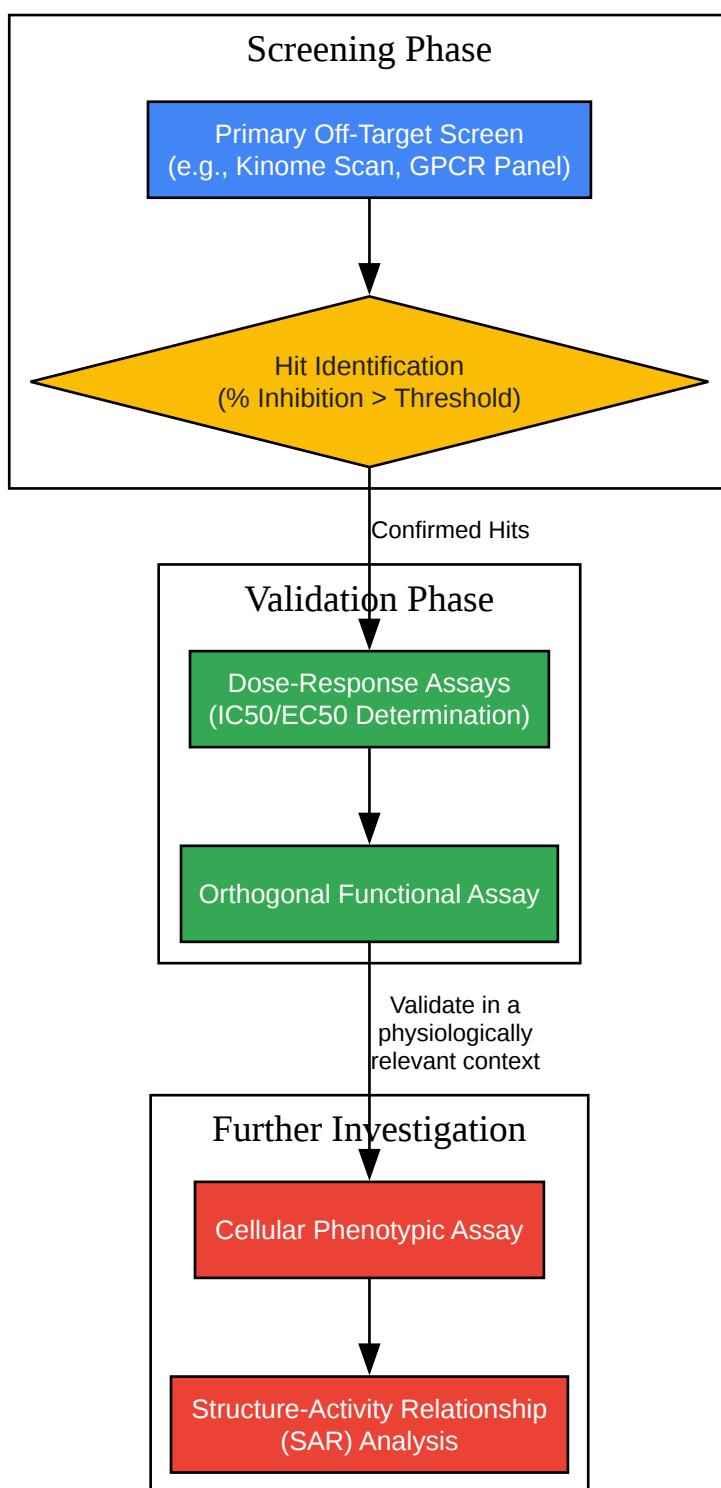 Screening Phase
Primary Off-Target Screen
(e.g., Kinome Scan, GPCR Panel)
Hit Identification
(% Inhibition > Threshold)
Confirmed Hits
Validation Phase
Dose-Response Assays
(IC50/EC50 Determination)
Orthogonal Functional Assay
Validate in a
physiologically
relevant context
Further Investigation
Cellular Phenotypic Assay
Structure-Activity Relationship
(SAR) Analysis